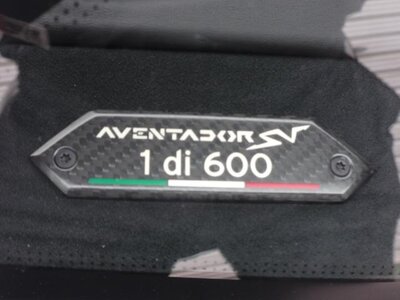 AVENTADOR SV
1 di 600